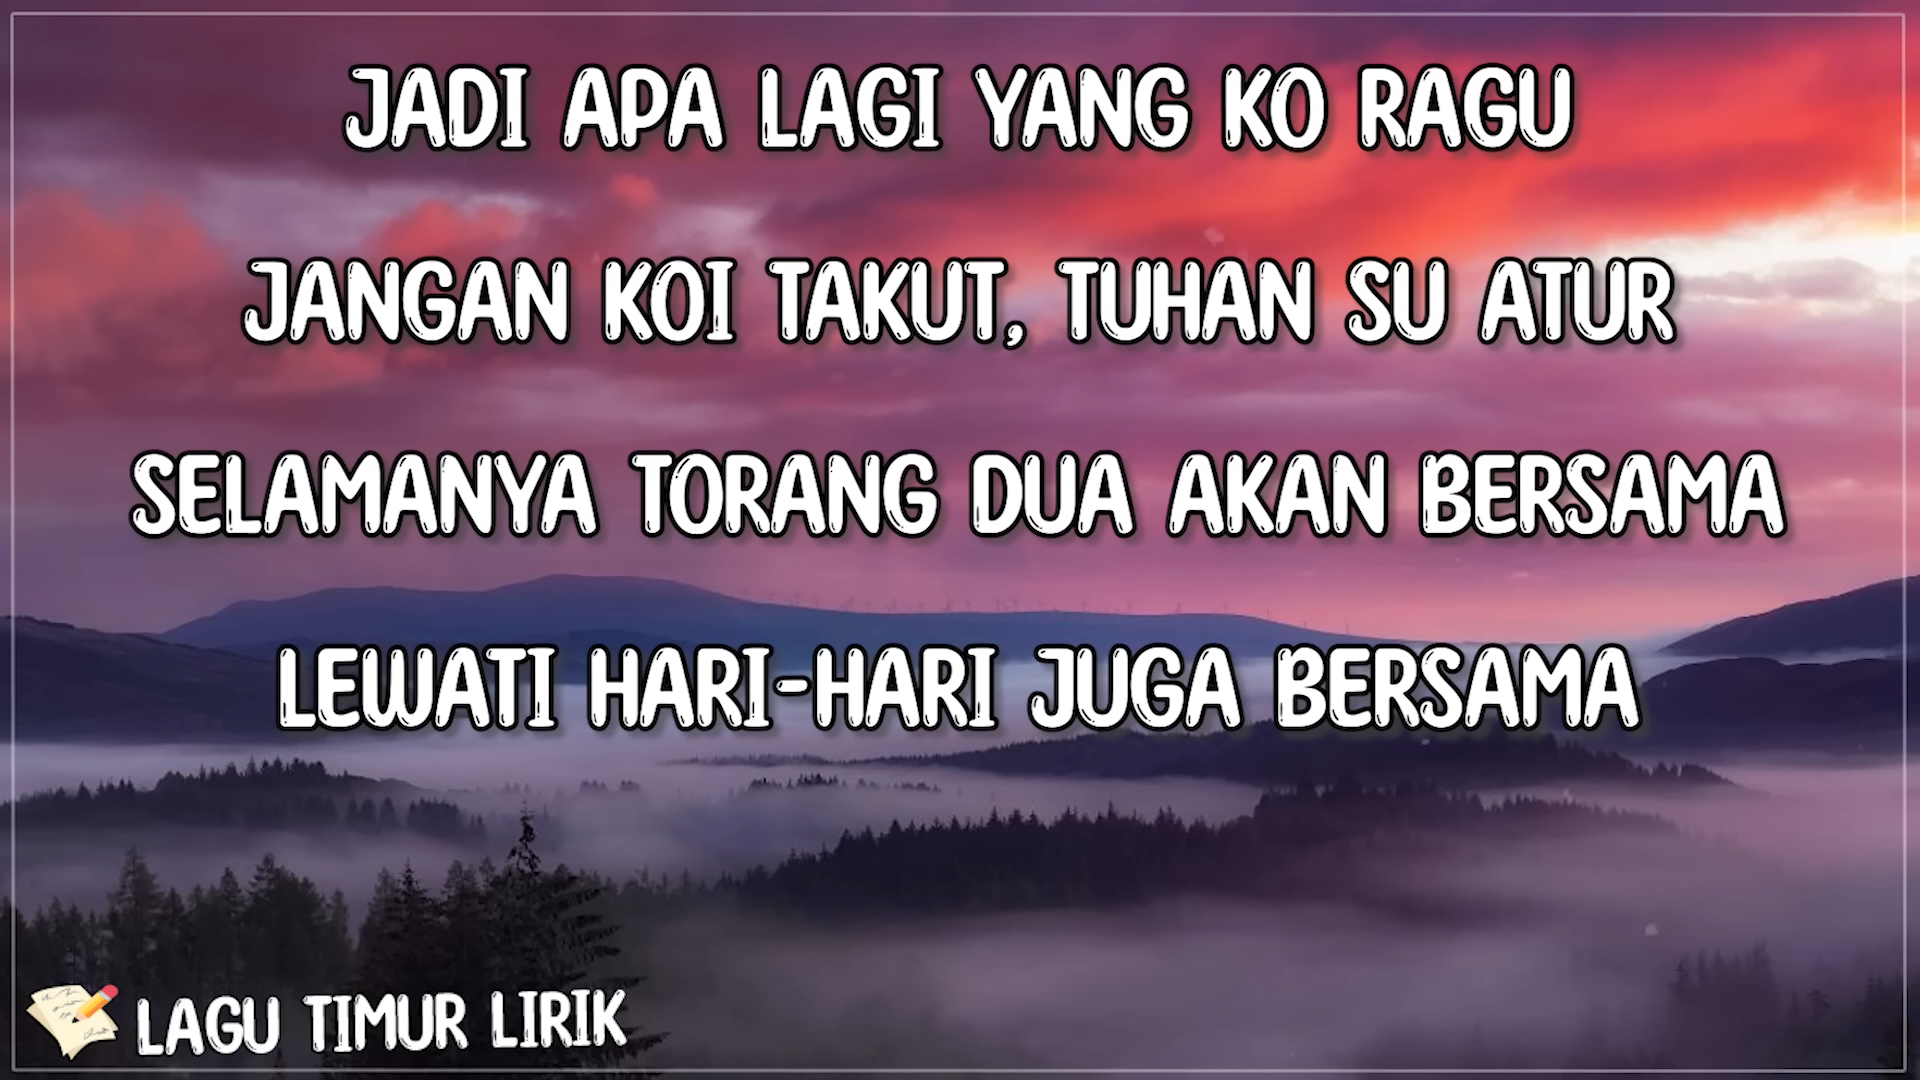 JADI APA LAGI YANG KO RAGU
JANGAN KOI TAKUT, TUHAN SU ATUR
SELAMANYA TORANG DUA AKAN BERSAMA
LEWATI HARI-HARI JUGA BERSAMA
LAGU TIMUR LIRIK